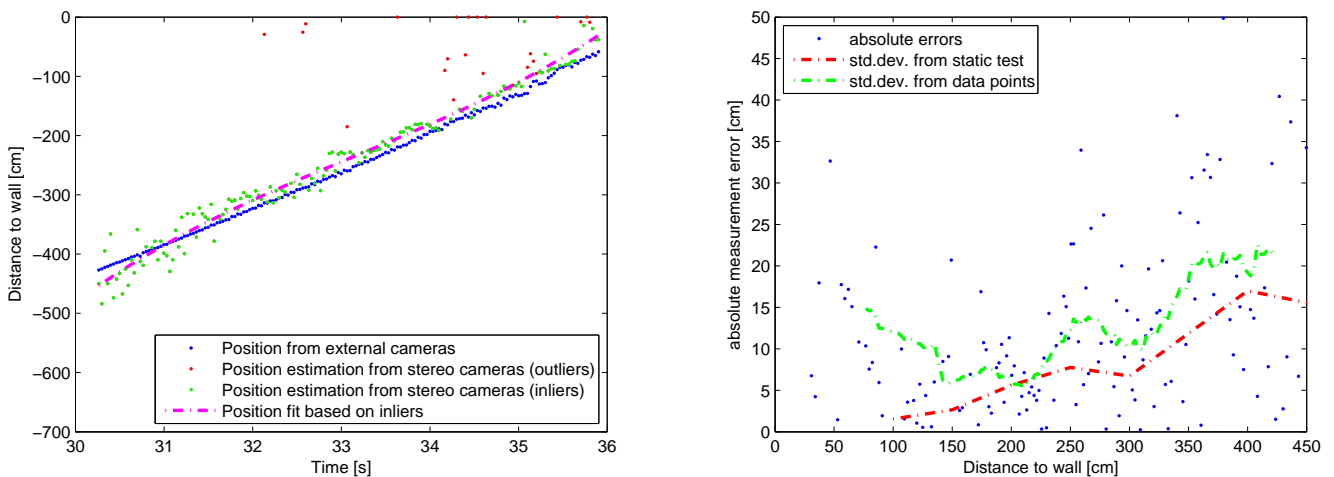 0
−100
−200
−300
−400
−500
−600
−700
30 31 32 33 34 35 36
Time [s]
Distance to wall [cm]
Position from external cameras
Position estimation from stereo cameras (outliers)
Position estimation from stereo cameras (inliers)
Position fit based on inliers
50
45
40
35
30
25
20
15
10
5
0
0 50 100 150 200 250 300 350 400 450
Distance to wall [cm]
absolute measurement error [cm]
absolute errors
std.dev. from static test
std.dev. from data points